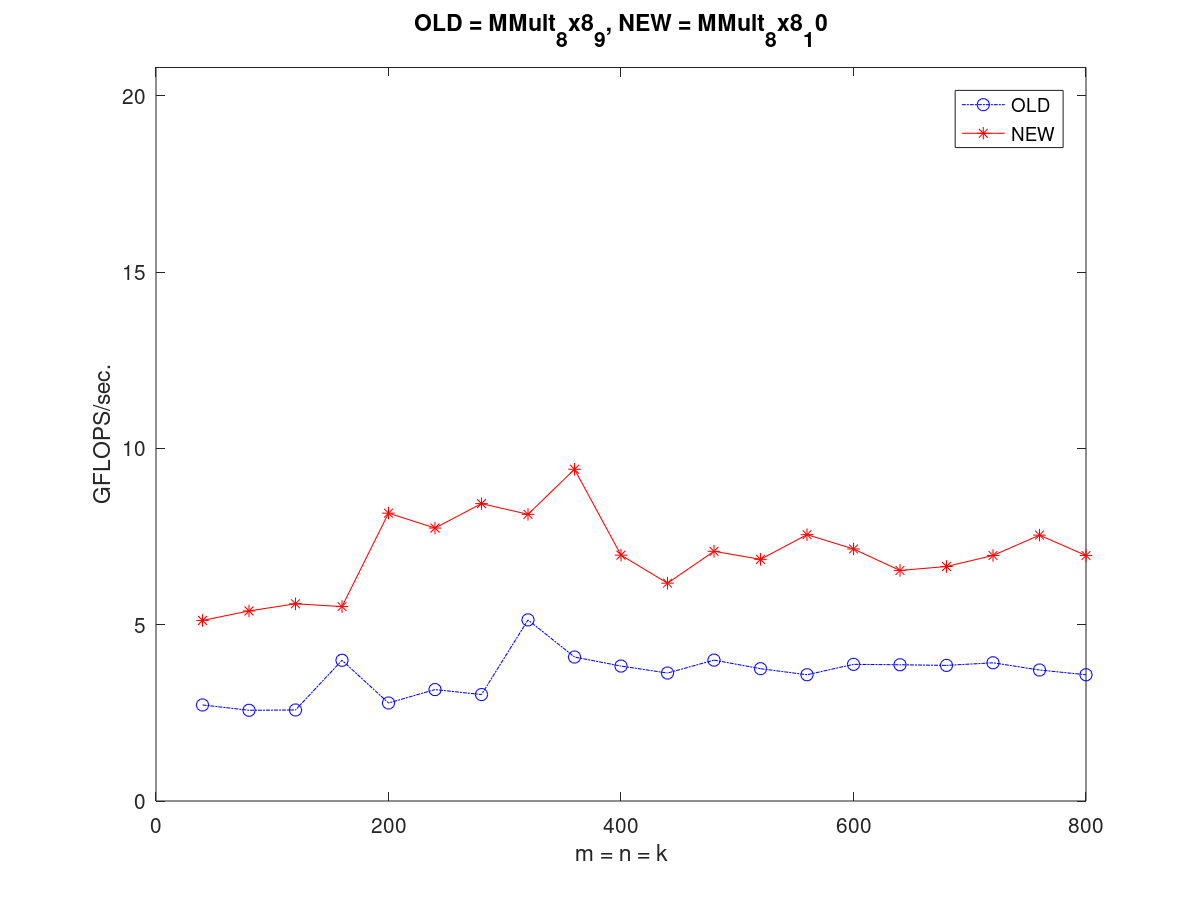 OLD = MMult₈x8₉, NEW = MMult₈x8₁0
20
15
10
5
0
GFLOPS/sec.
OLD
NEW
0 200 400 600 800
m = n = k